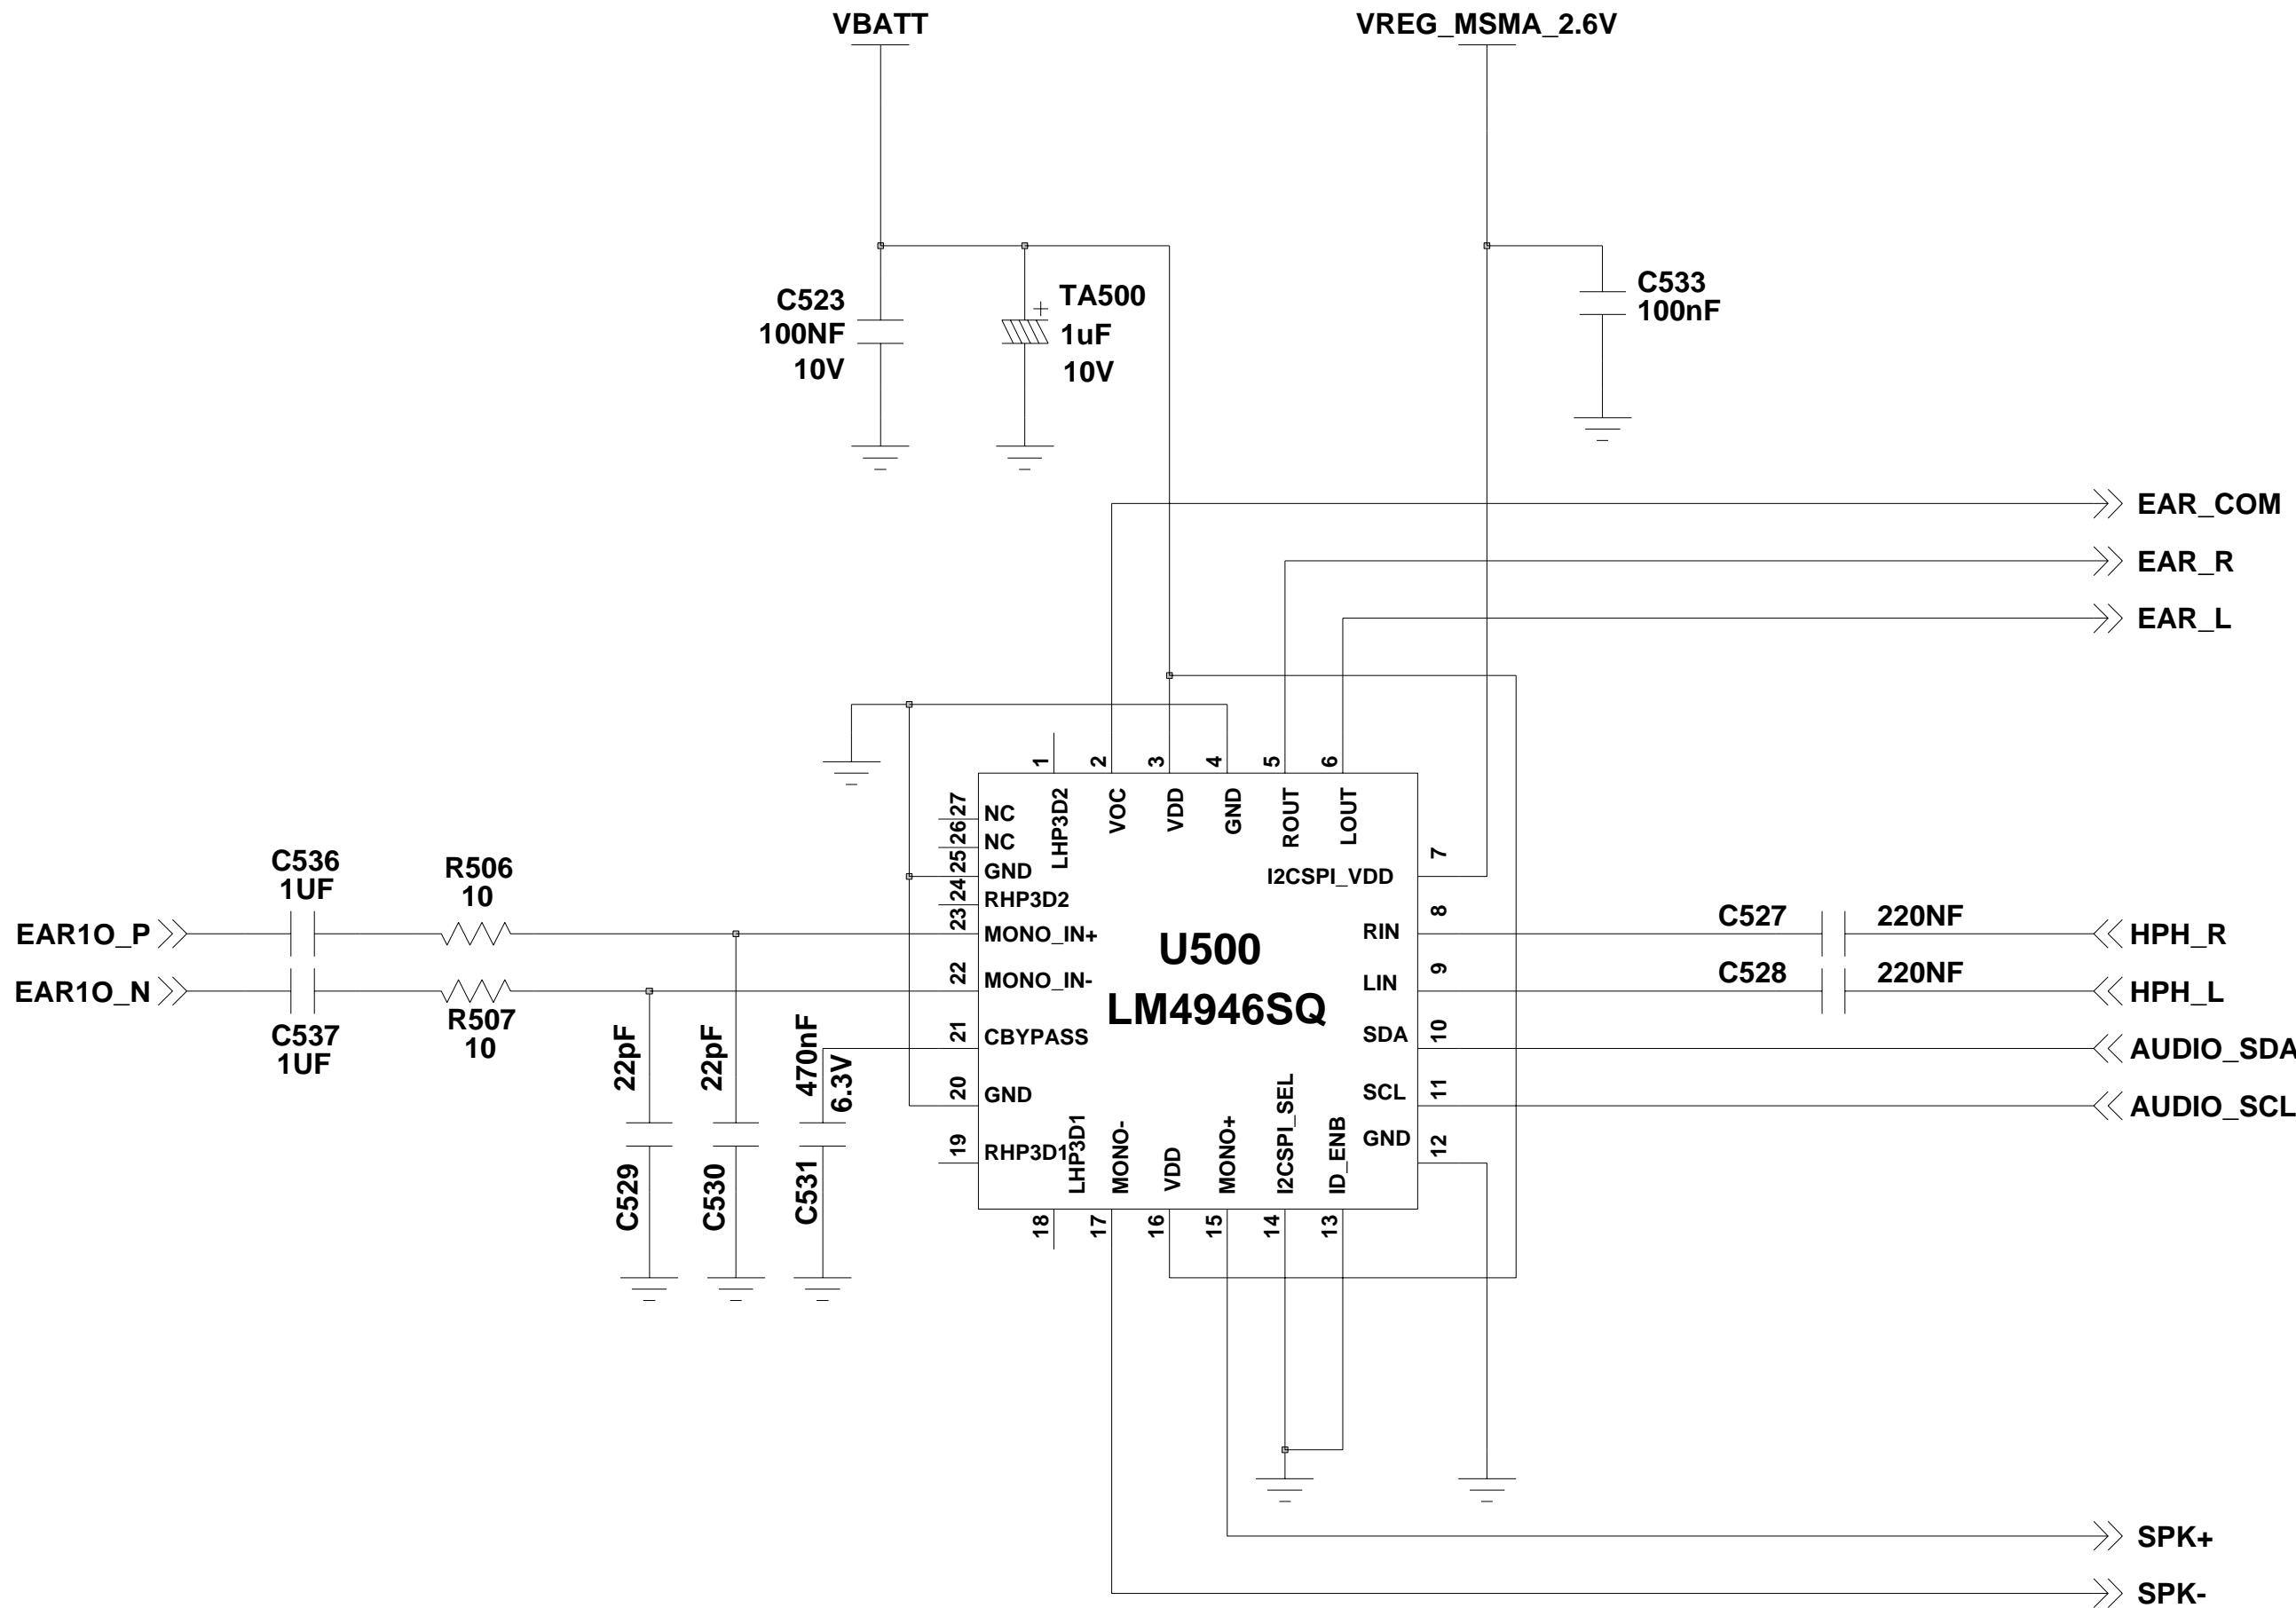 VBATT
VREG_MSMA_2.6V
C523
100NF
10V
+
TA500
1uF
10V
C533
100nF
EAR_COM
EAR_R
EAR_L
1
2
3
4
5
6
LHP3D2
VOC
VDD
GND
ROUT
LOUT
27
NC
26
NC
25
GND
24
RHP3D2
23
MONO_IN+
22
MONO_IN-
21
CBYPASS
20
GND
19
RHP3D1
7
I2CSPI_VDD
8
RIN
9
LIN
10
SDA
11
SCL
12
GND
U500
LM4946SQ
LHP3D1
MONO-
VDD
MONO+
I2CSPI_SEL
ID_ENB
18
17
16
15
14
13
C536
1UF
R506
10
EAR1O_P
EAR1O_N
C537
1UF
R507
10
22pF
C529
22pF
C530
470nF
6.3V
C531
C527
220NF
HPH_R
C528
220NF
HPH_L
AUDIO_SDA
AUDIO_SCL
SPK+
SPK-